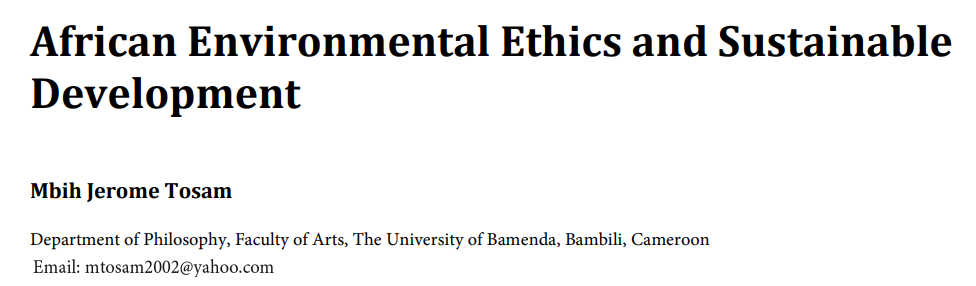 African Environmental Ethics and Sustainable
Development
Mbih Jerome Tosam
Department of Philosophy, Faculty of Arts, The University of Bamenda, Bambili, Cameroon
Email: mtosam2002@yahoo.com